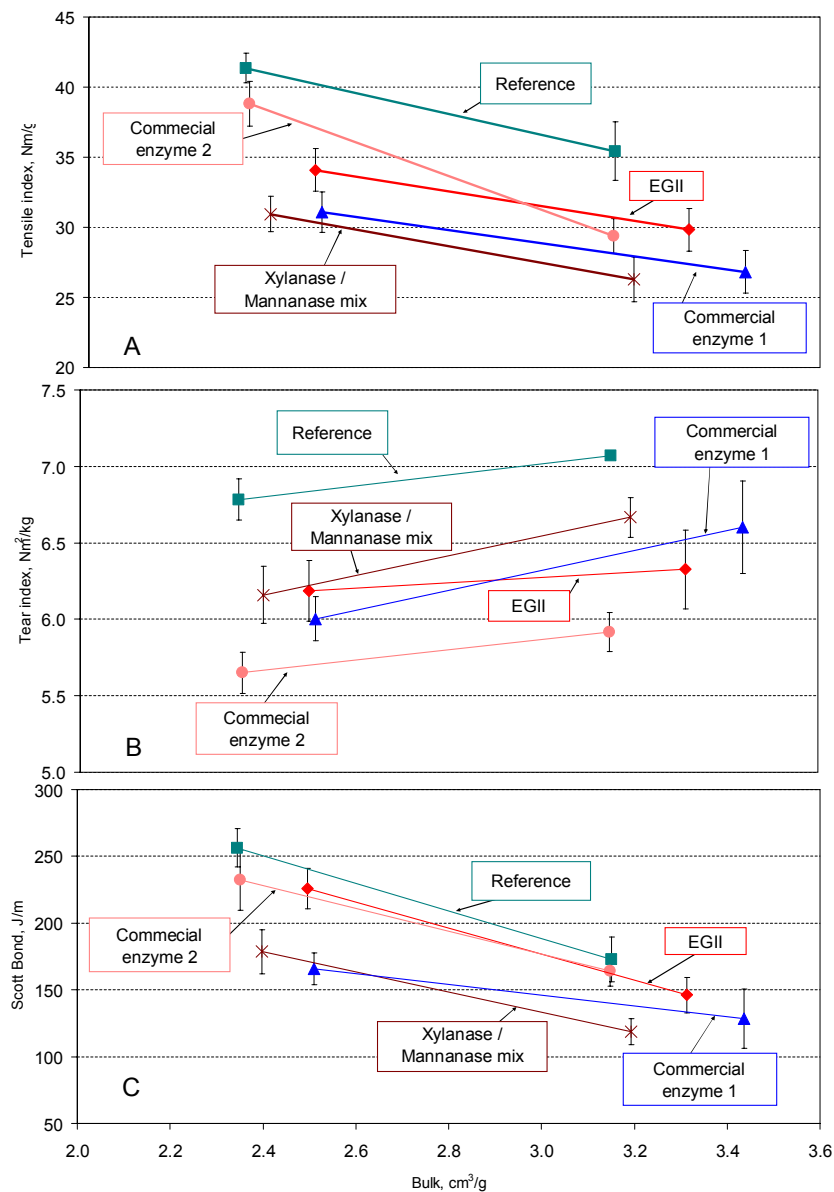 45
40
35
30
25
20
Tensile index, Nm/g
Reference
Commecial
enzyme 2
EGII
Xylanase /
Mannanase mix
Commercial
enzyme 1
A
7.5
7.0
6.5
6.0
5.5
5.0
Tear index, Nm²/kg
Reference
Commercial
enzyme 1
Xylanase /
Mannanase mix
EGII
Commecial
enzyme 2
B
300
250
200
150
100
50
Scott Bond, J/m
Reference
Commecial
enzyme 2
EGII
Xylanase /
Mannanase mix
Commercial
enzyme 1
C
2.0 2.2 2.4 2.6 2.8 3.0 3.2 3.4 3.6
Bulk, cm³/g